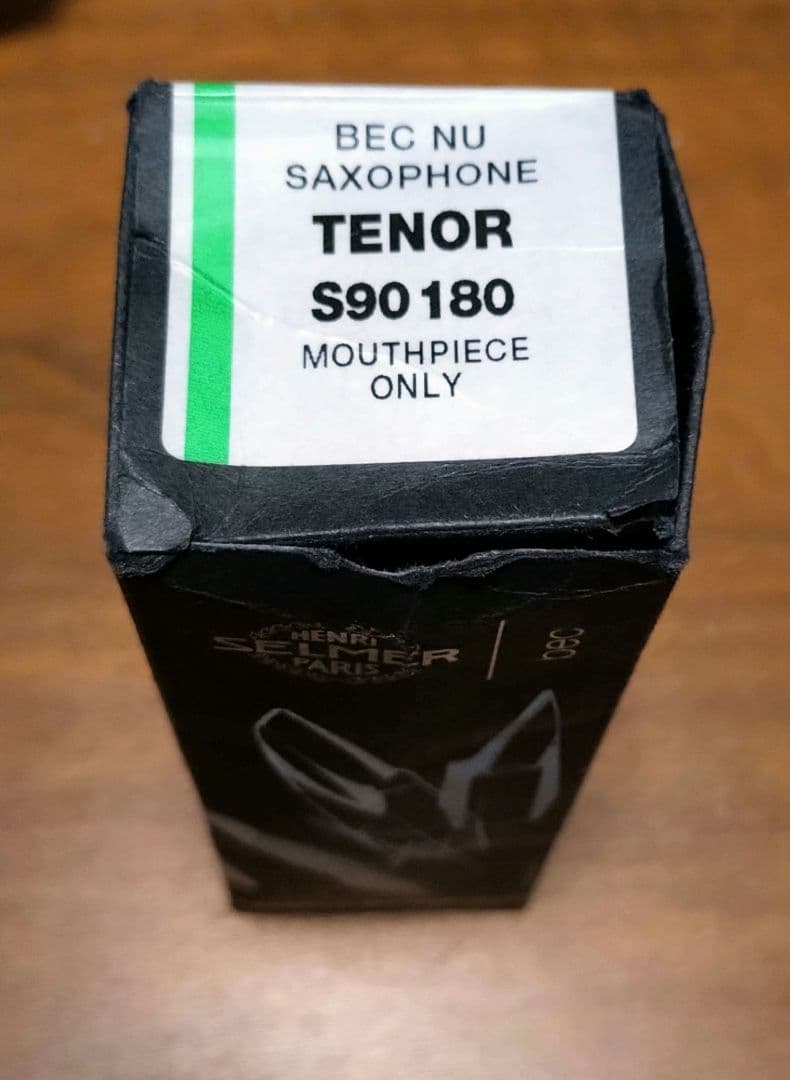 BEC NU
SAXOPHONE
TENOR
S90 180
MOUTHPIECE
ONLY
HENRI
SELMER
PARIS
bec